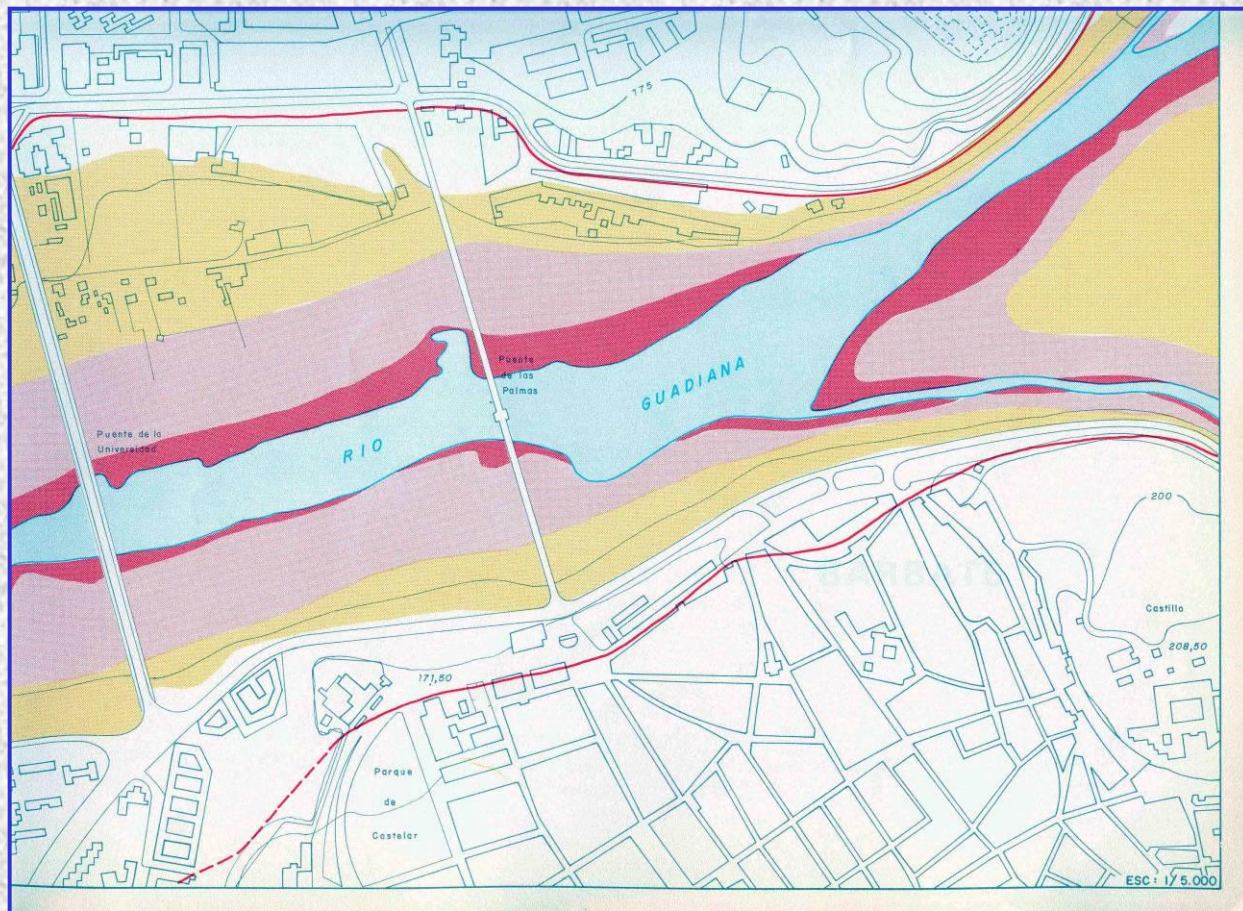 775
Puente
de las
Palmas
GUADIANA
Puente de la
Universidad
RIO
200
Castillo
208,50
171,50
Parque
de
Castelar
ESC: 1/5.000